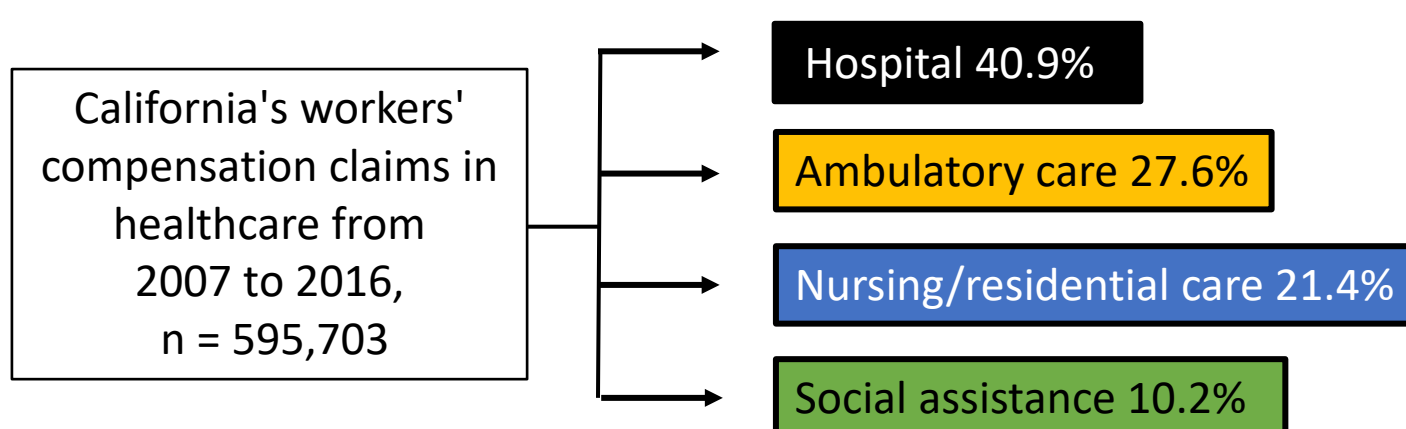 California's workers'
compensation claims in
healthcare from
2007 to 2016,
n = 595,703
Hospital 40.9%
Ambulatory care 27.6%
Nursing/residential care 21.4%
Social assistance 10.2%